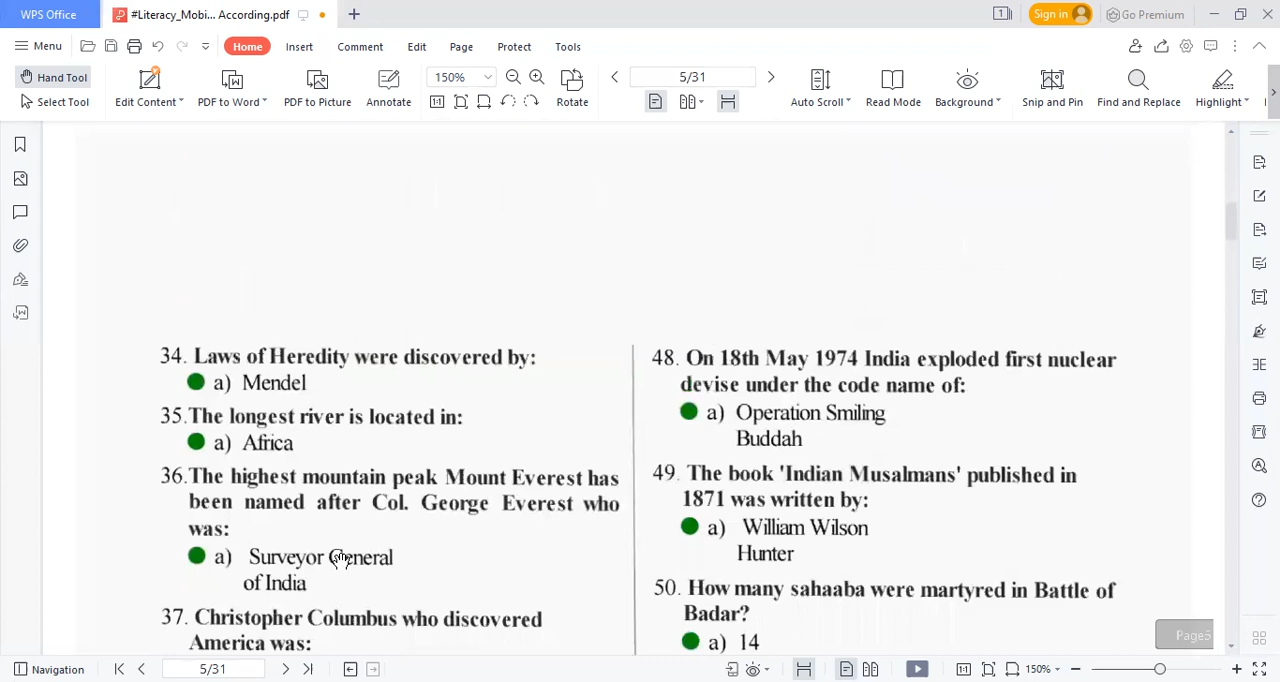 WPS Office
#Literacy_Mobi... According.pdf
Sign in
Go Premium
Menu
Home
Insert
Comment
Edit
Page
Protect
Tools
Hand Tool
Select Tool
Edit Content
PDF to Word
PDF to Picture
Annotate
150%
Rotate
5/31
Auto Scroll
Read Mode
Background
Snip and Pin
Find and Replace
Highlight
34. Laws of Heredity were discovered by:
a) Mendel
35.The longest river is located in:
a) Africa
36.The highest mountain peak Mount Everest has
been named after Col. George Everest who
was:
a) Surveyor General
of India
37. Christopher Columbus who discovered
America was:
48. On 18th May 1974 India exploded first nuclear
devise under the code name of:
a) Operation Smiling
Buddah
49. The book 'Indian Musalmans' published in
1871 was written by:
a) William Wilson
Hunter
50. How many sahaaba were martyred in Battle of
Badar?
a) 14
Page5
Navigation
5/31
150%